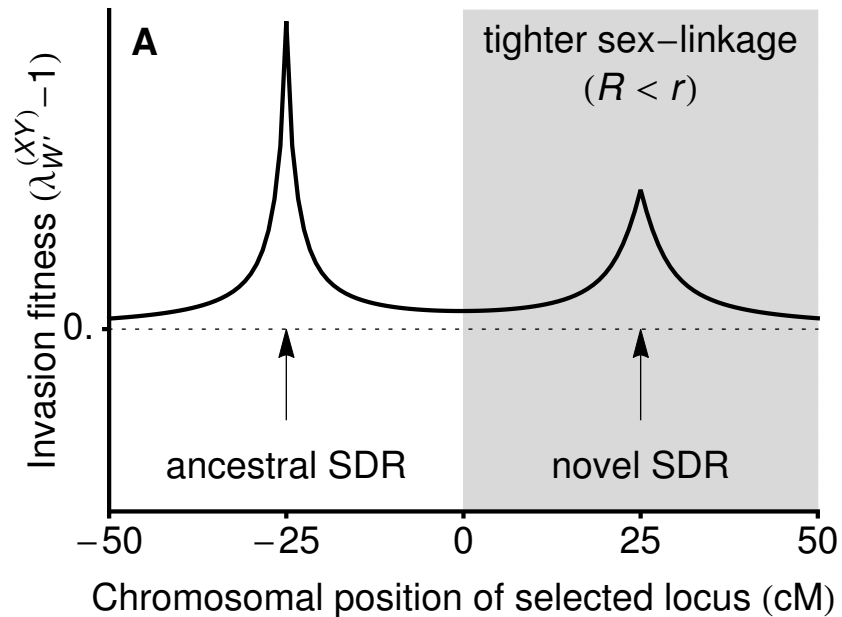 A
tighter sex−linkage
(R < r)
Invasion fitness (λ_{W'}^{(XY)} −1)
0.
ancestral SDR
novel SDR
−50
−25
0
25
50
Chromosomal position of selected locus (cM)